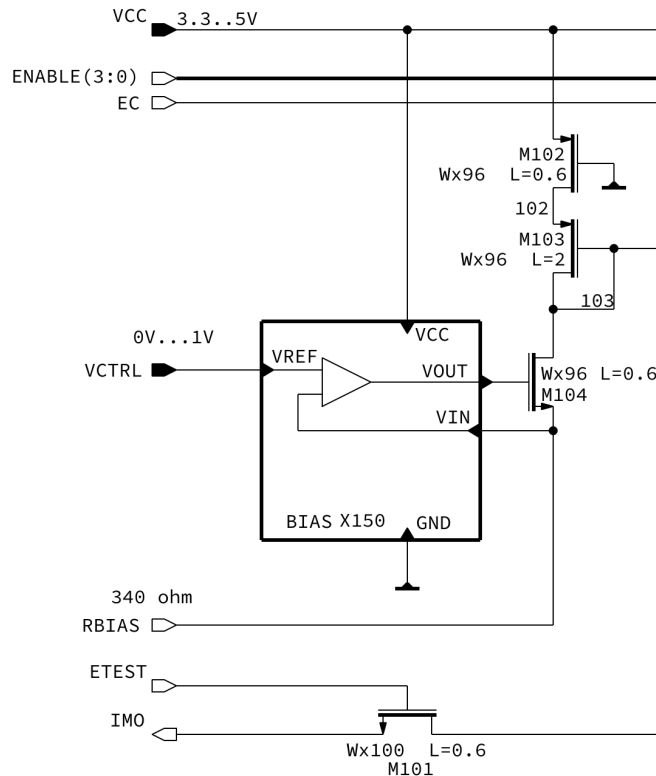 VCC 3.3..5V
ENABLE(3:0)
EC
M102
Wx96 L=0.6
102
M103
Wx96 L=2
103
0V...1V
VCC
VCTRL
VREF
VOUT
Wx96 L=0.6
M104
VIN
BIAS X150 GND
340 ohm
RBIAS
ETEST
IMO
Wx100 L=0.6
M101